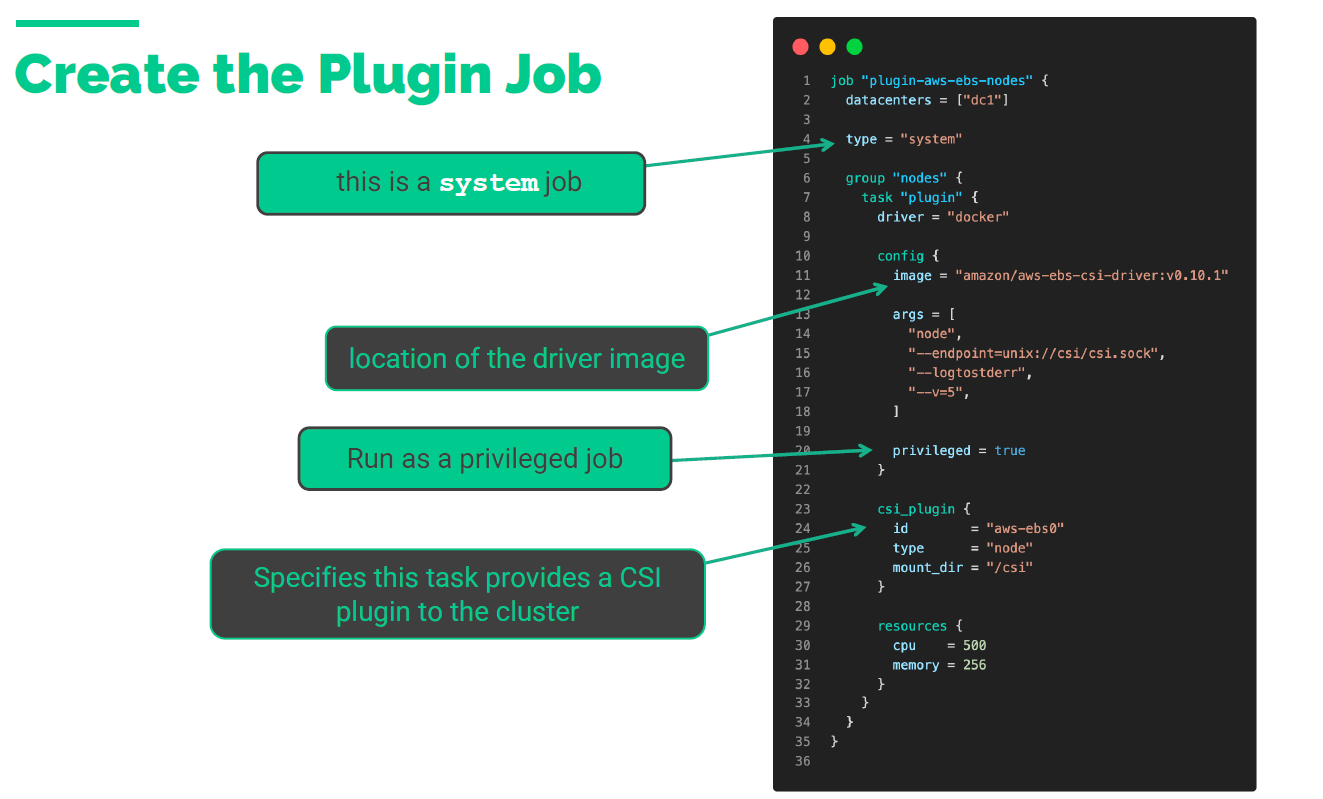 Create the Plugin Job
this is a system job
location of the driver image
Run as a privileged job
Specifies this task provides a CSI
plugin to the cluster
1 job "plugin-aws-ebs-nodes" {
2   datacenters = ["dc1"]
3
4   type = "system"
5
6   group "nodes" {
7     task "plugin" {
8       driver = "docker"
9
10       config {
11         image = "amazon/aws-ebs-csi-driver:v0.10.1"
12
13         args = [
14           "node",
15           "--endpoint=unix://csi/csi.sock",
16           "--logtostderr",
17           "--v=5",
18         ]
19
20         privileged = true
21       }
22
23       csi_plugin {
24         id        = "aws-ebs0"
25         type      = "node"
26         mount_dir = "/csi"
27       }
28
29       resources {
30         cpu    = 500
31         memory = 256
32       }
33     }
34   }
35 }
36